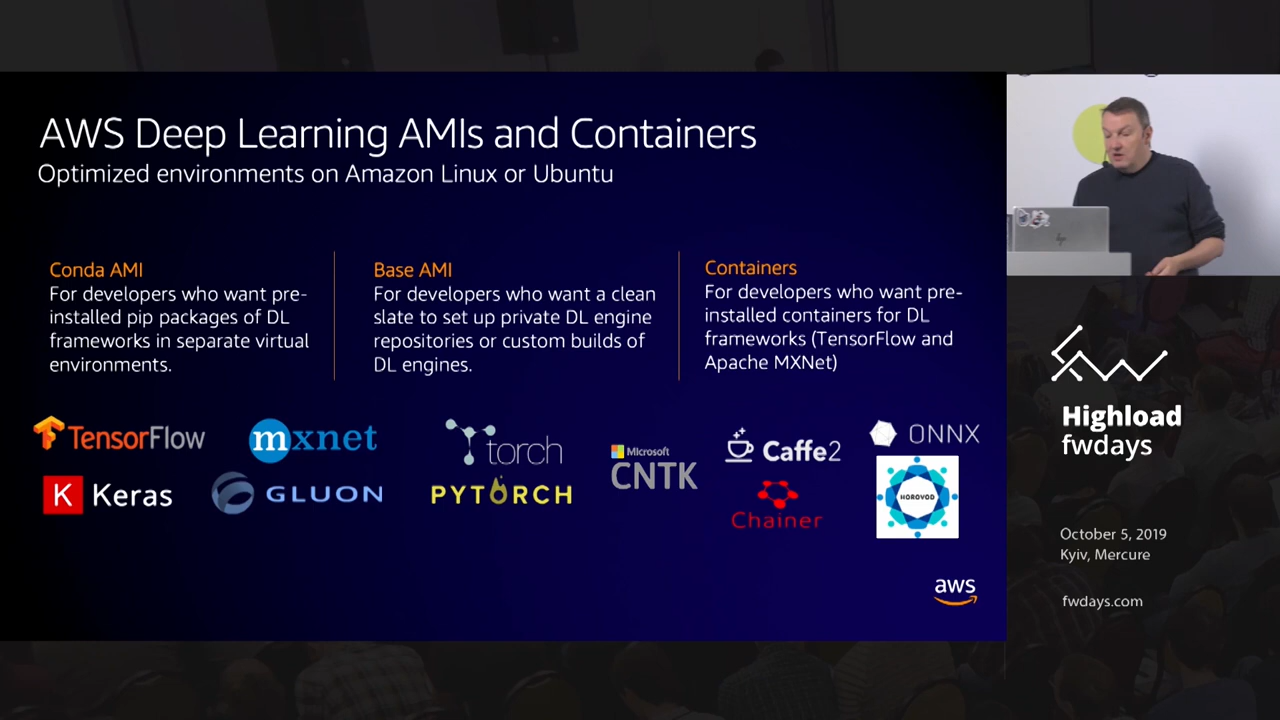 AWS Deep Learning AMIs and Containers
Optimized environments on Amazon Linux or Ubuntu
Conda AMI
For developers who want pre-
installed pip packages of DL
frameworks in separate virtual
environments.
Base AMI
For developers who want a clean
slate to set up private DL engine
repositories or custom builds of
DL engines.
Containers
For developers who want pre-
installed containers for DL
frameworks (TensorFlow and
Apache MXNet)
TensorFlow
mxnet
torch
Microsoft
CNTK
Caffe2
ONNX
K Keras
GLUON
PYTORCH
Chainer
HOROVOD
aws
hp
Highload
fwdays
October 5, 2019
Kyiv, Mercure
fwdays.com